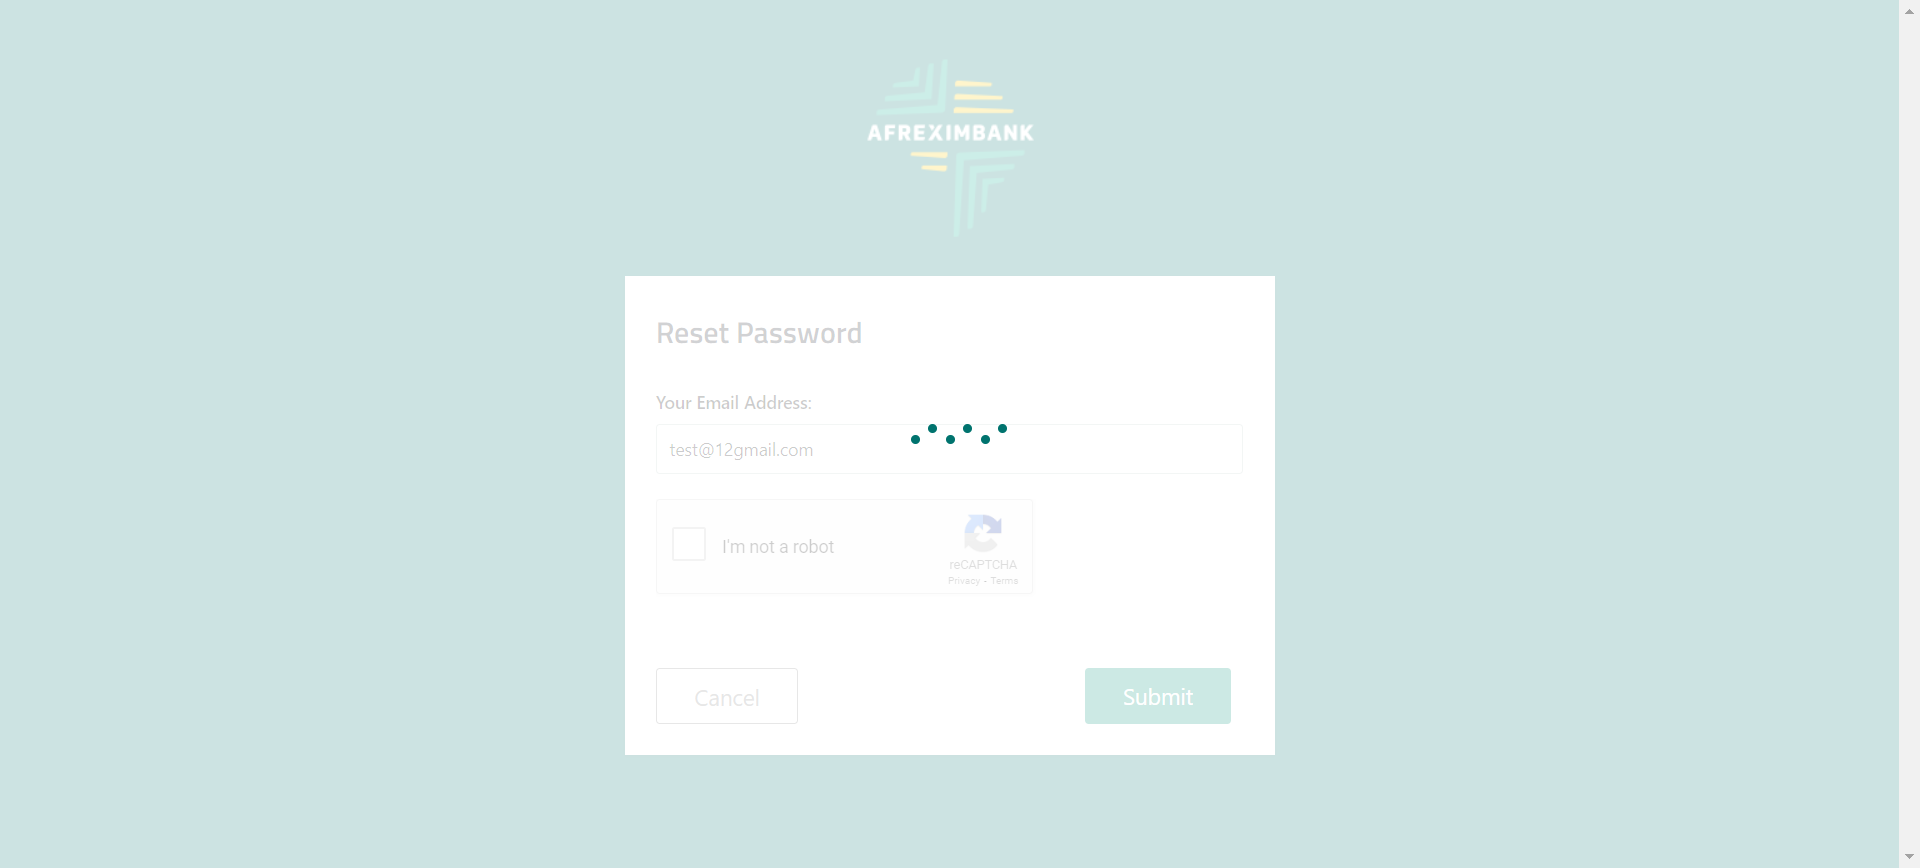 AFREXIMBANK
Reset Password
Your Email Address:
test@12gmail.com
I'm not a robot
reCAPTCHA
Privacy - Terms
Cancel
Submit